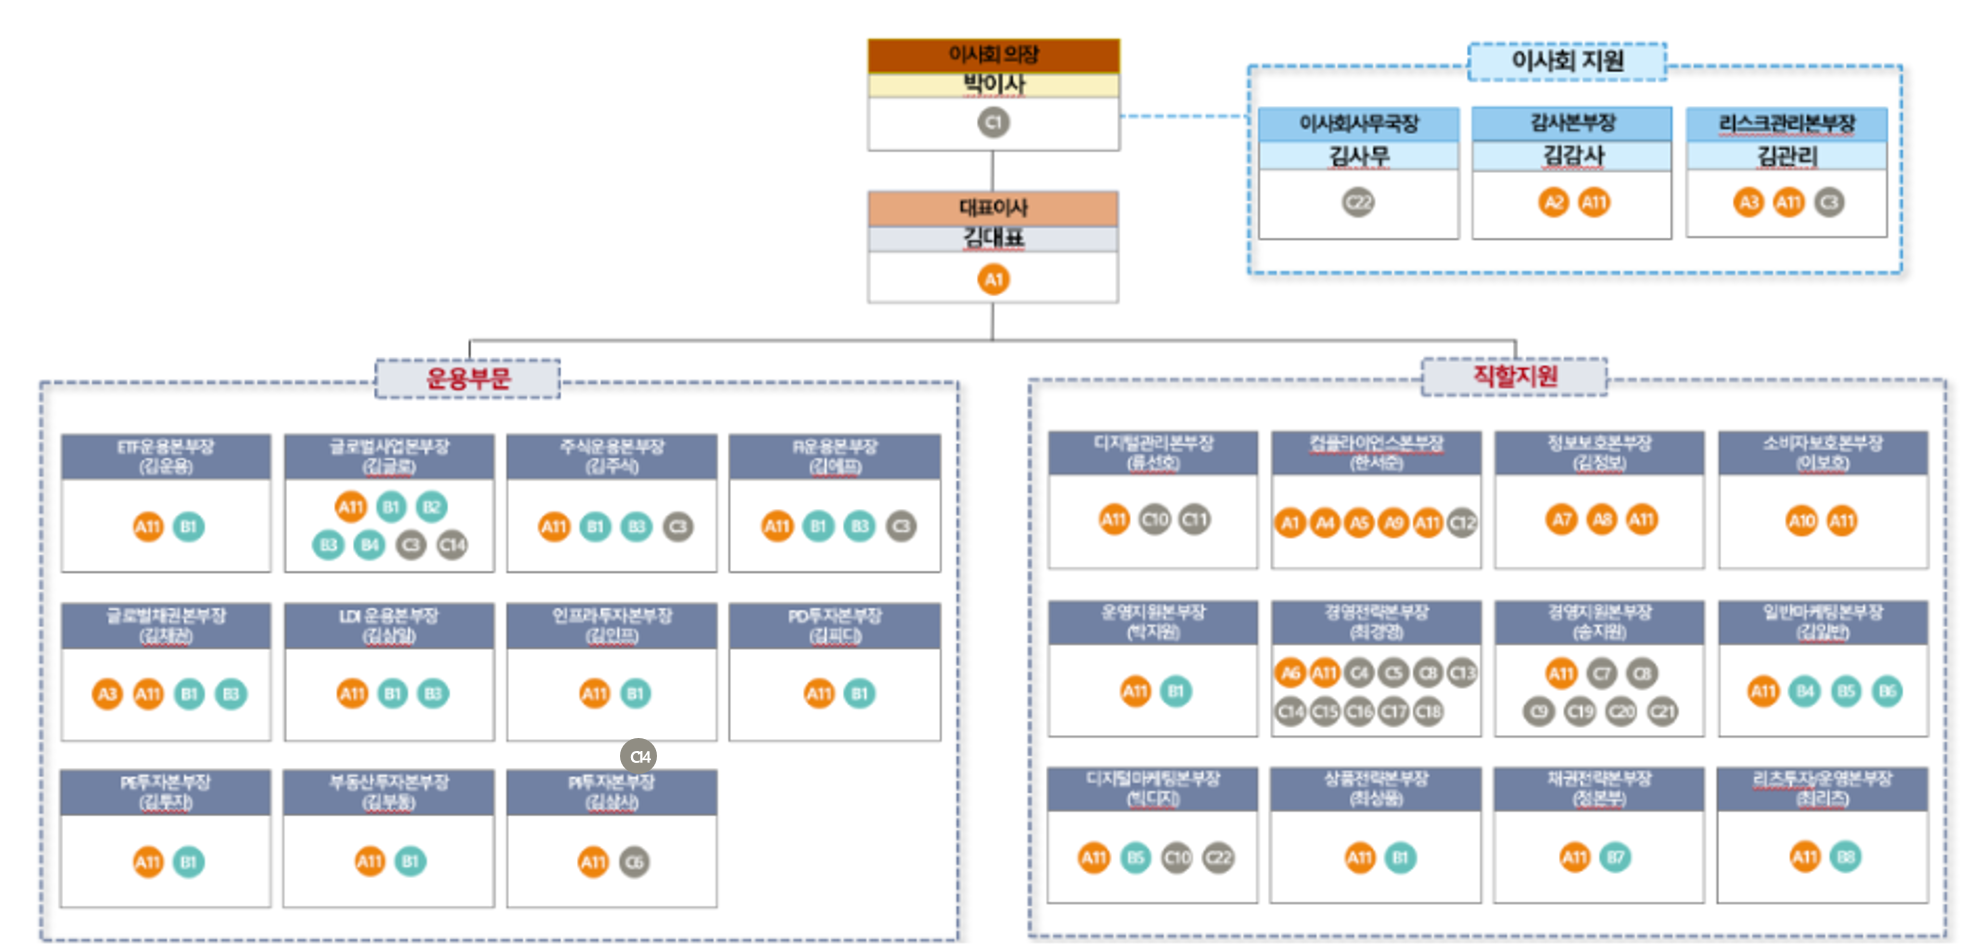 이사회 의장
박이사
C1
이사회 지원
이사회사무국장
김사무
C22
감사본부장
김감사
A2 A11
리스크관리본부장
김관리
A3 A11 C3
대표이사
김대표
A1
운용부문
ETF운용본부장
(김운용)
A11 B1
글로벌사업본부장
(김글로)
A11 B1 B2
B3 B4 C3 C14
주식운용본부장
(김주식)
A11 B1 B3 C3
FI운용본부장
(김에프)
A11 B1 B3 C3
글로벌채권본부장
(김채권)
A3 A11 B1 B3
LDI 운용본부장
(김삼일)
A11 B1 B3
인프라투자본부장
(김인프)
A11 B1
PD투자본부장
(김피디)
A11 B1
C14
PE투자본부장
(김투자)
A11 B1
부동산투자본부장
(김부동)
A11 B1
PI투자본부장
(김삼사)
A11 C6
직할지원
디지털관리본부장
(류선호)
A11 C10 C11
컴플라이언스본부장
(한서준)
A1 A4 A5 A9 A11 C12
정보보호본부장
(김정보)
A7 A8 A11
소비자보호본부장
(이보호)
A10 A11
운영지원본부장
(박지원)
A11 B1
경영전략본부장
(최경영)
A6 A11 C4 C5 C8 C13
C14 C15 C16 C17 C18
경영지원본부장
(송지원)
A11 C7 C8
C9 C19 C20 C21
일반마케팅본부장
(김일반)
A11 B4 B5 B6
디지털마케팅본부장
(빅디지)
A11 B5 C10 C22
상품전략본부장
(최상품)
A11 B1
채권전략본부장
(정본부)
A11 B7
리츠투자/운영본부장
(최리츠)
A11 B8